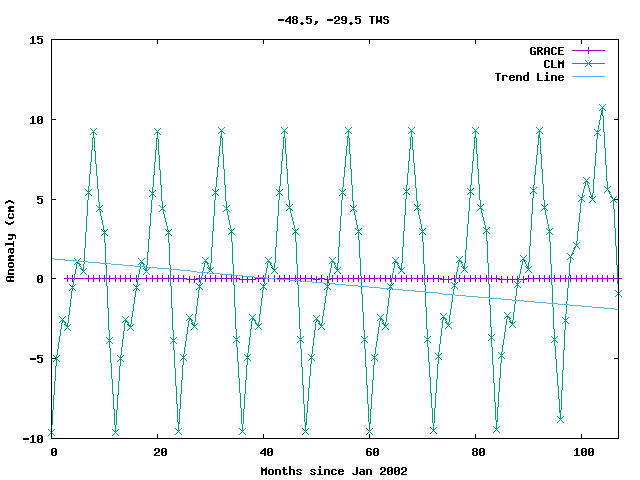 -48.5, -29.5 TWS
15
10
5
0
-5
-10
Anomaly (cm)
GRACE
CLM
Trend Line
0 20 40 60 80 100
Months since Jan 2002